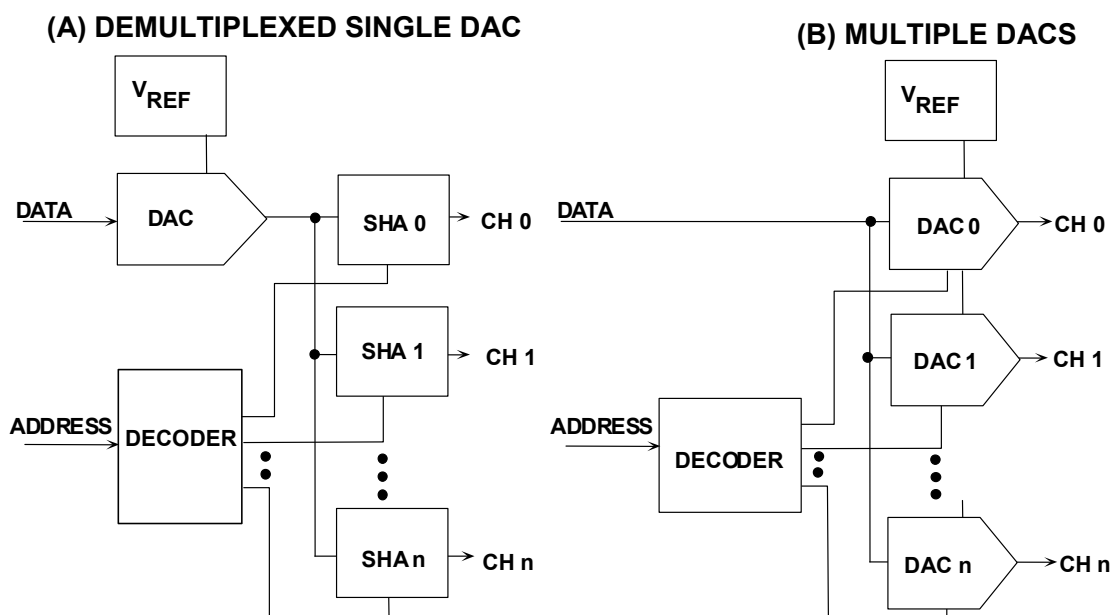 (A) DEMULTIPLEXED SINGLE DAC
VREF
DATA
DAC
SHA 0
CH 0
SHA 1
CH 1
ADDRESS
DECODER
SHA n
CH n
(B) MULTIPLE DACS
VREF
DATA
DAC 0
CH 0
DAC 1
CH 1
ADDRESS
DECODER
DAC n
CH n